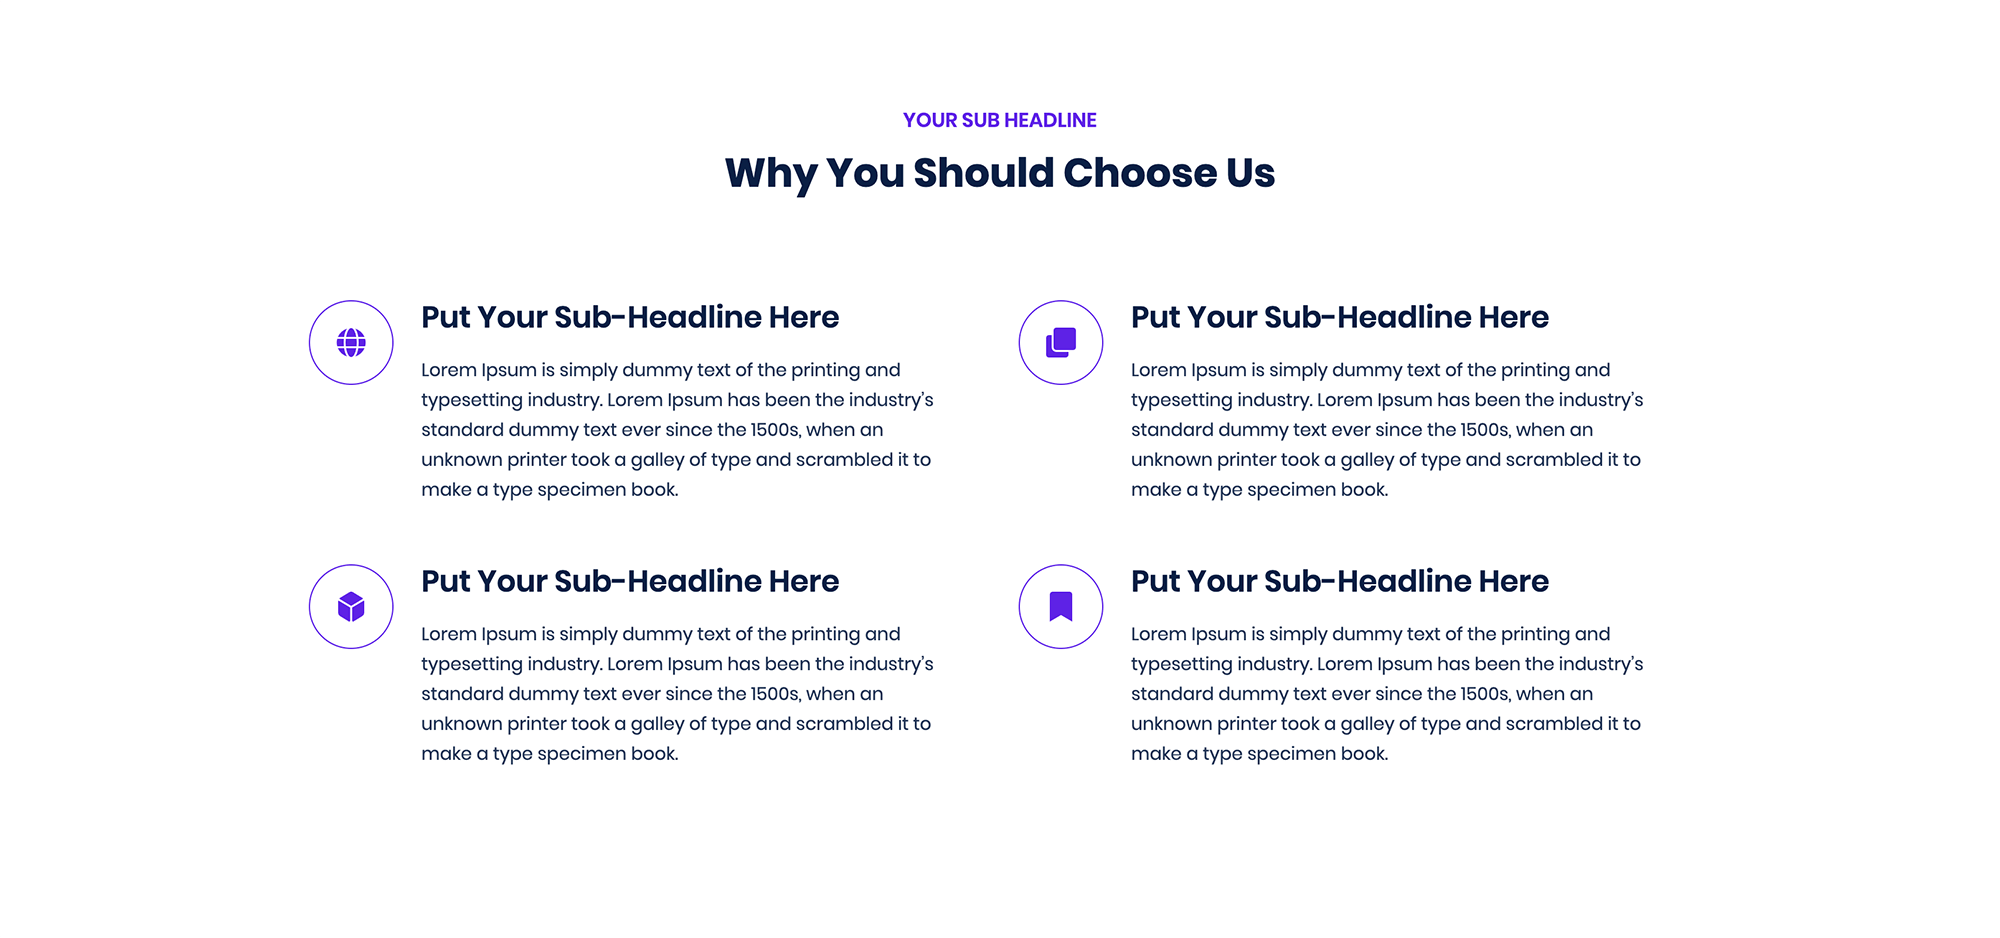 YOUR SUB HEADLINE
Why You Should Choose Us
Put Your Sub-Headline Here
Lorem Ipsum is simply dummy text of the printing and
typesetting industry. Lorem Ipsum has been the industry's
standard dummy text ever since the 1500s, when an
unknown printer took a galley of type and scrambled it to
make a type specimen book.
Put Your Sub-Headline Here
Lorem Ipsum is simply dummy text of the printing and
typesetting industry. Lorem Ipsum has been the industry's
standard dummy text ever since the 1500s, when an
unknown printer took a galley of type and scrambled it to
make a type specimen book.
Put Your Sub-Headline Here
Lorem Ipsum is simply dummy text of the printing and
typesetting industry. Lorem Ipsum has been the industry's
standard dummy text ever since the 1500s, when an
unknown printer took a galley of type and scrambled it to
make a type specimen book.
Put Your Sub-Headline Here
Lorem Ipsum is simply dummy text of the printing and
typesetting industry. Lorem Ipsum has been the industry's
standard dummy text ever since the 1500s, when an
unknown printer took a galley of type and scrambled it to
make a type specimen book.